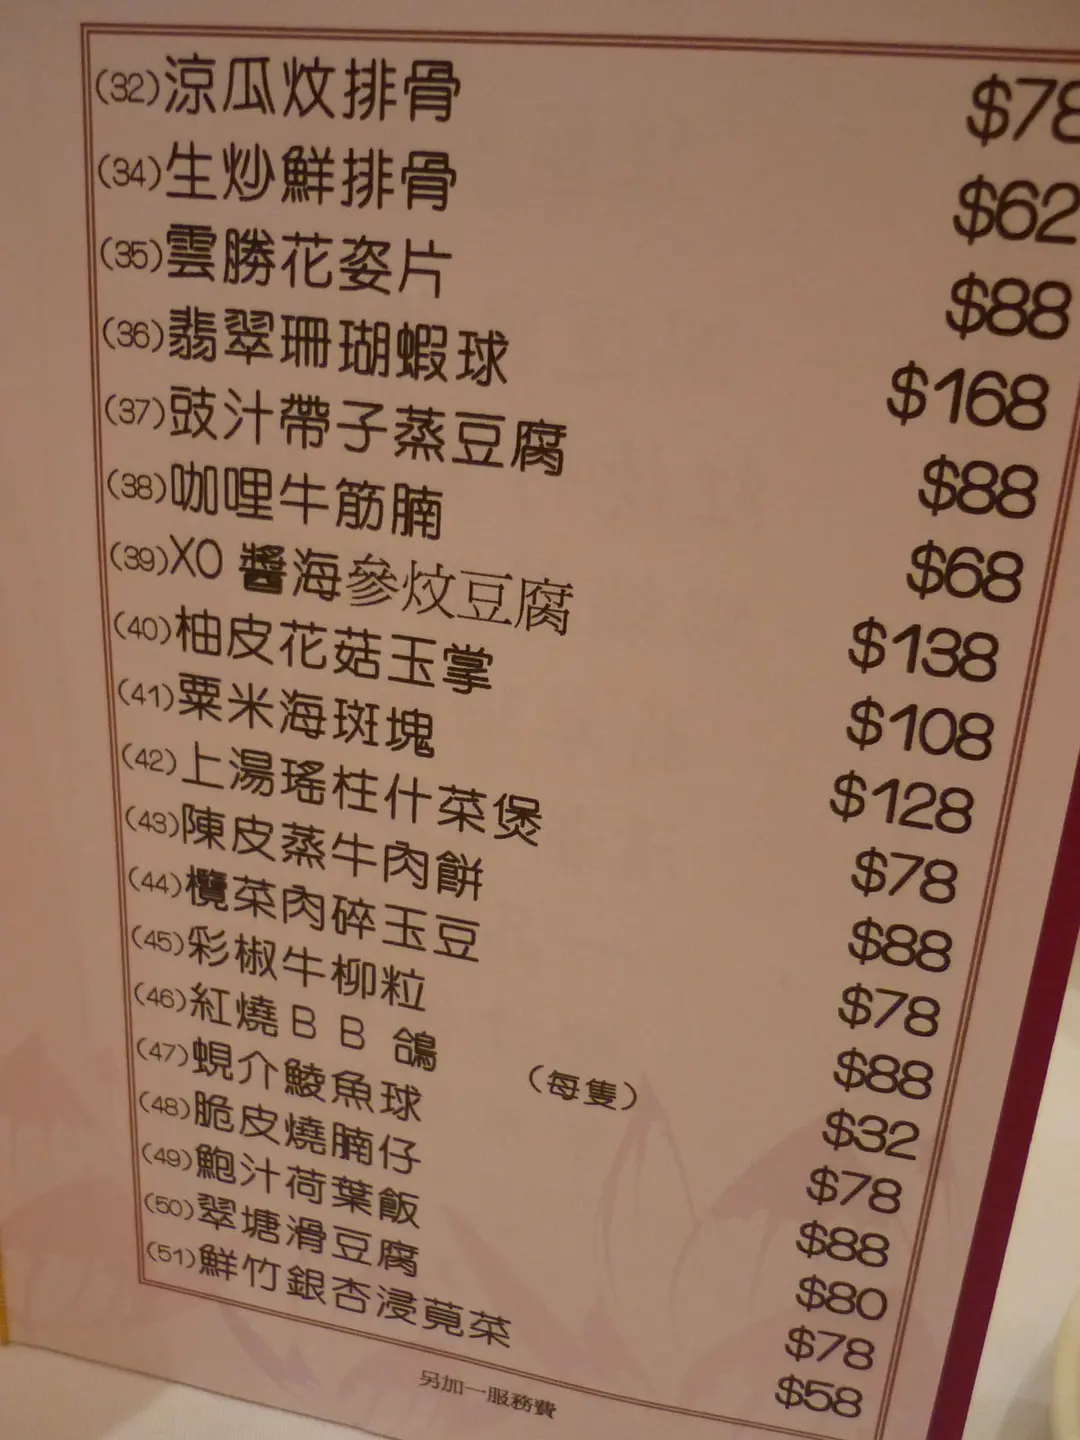 (32)涼瓜炆排骨 $78
(34)生炒鮮排骨 $62
(35)雲勝花姿片 $88
(36)翡翠珊瑚蝦球 $168
(37)豉汁帶子蒸豆腐 $88
(38)咖哩牛筋腩 $68
(39)XO 醬海參炆豆腐 $138
(40)柚皮花菇玉掌 $108
(41)粟米海斑塊 $128
(42)上湯瑤柱什菜煲 $78
(43)陳皮蒸牛肉餅 $88
(44)欖菜肉碎玉豆 $78
(45)彩椒牛柳粒 $88
(46)紅燒ＢＢ鴿 (每隻) $32
(47)蜆介鯪魚球 $78
(48)脆皮燒腩仔 $88
(49)鮑汁荷葉飯 $80
(50)翠塘滑豆腐 $78
(51)鮮竹銀杏浸莧菜 $58
另加一服務費